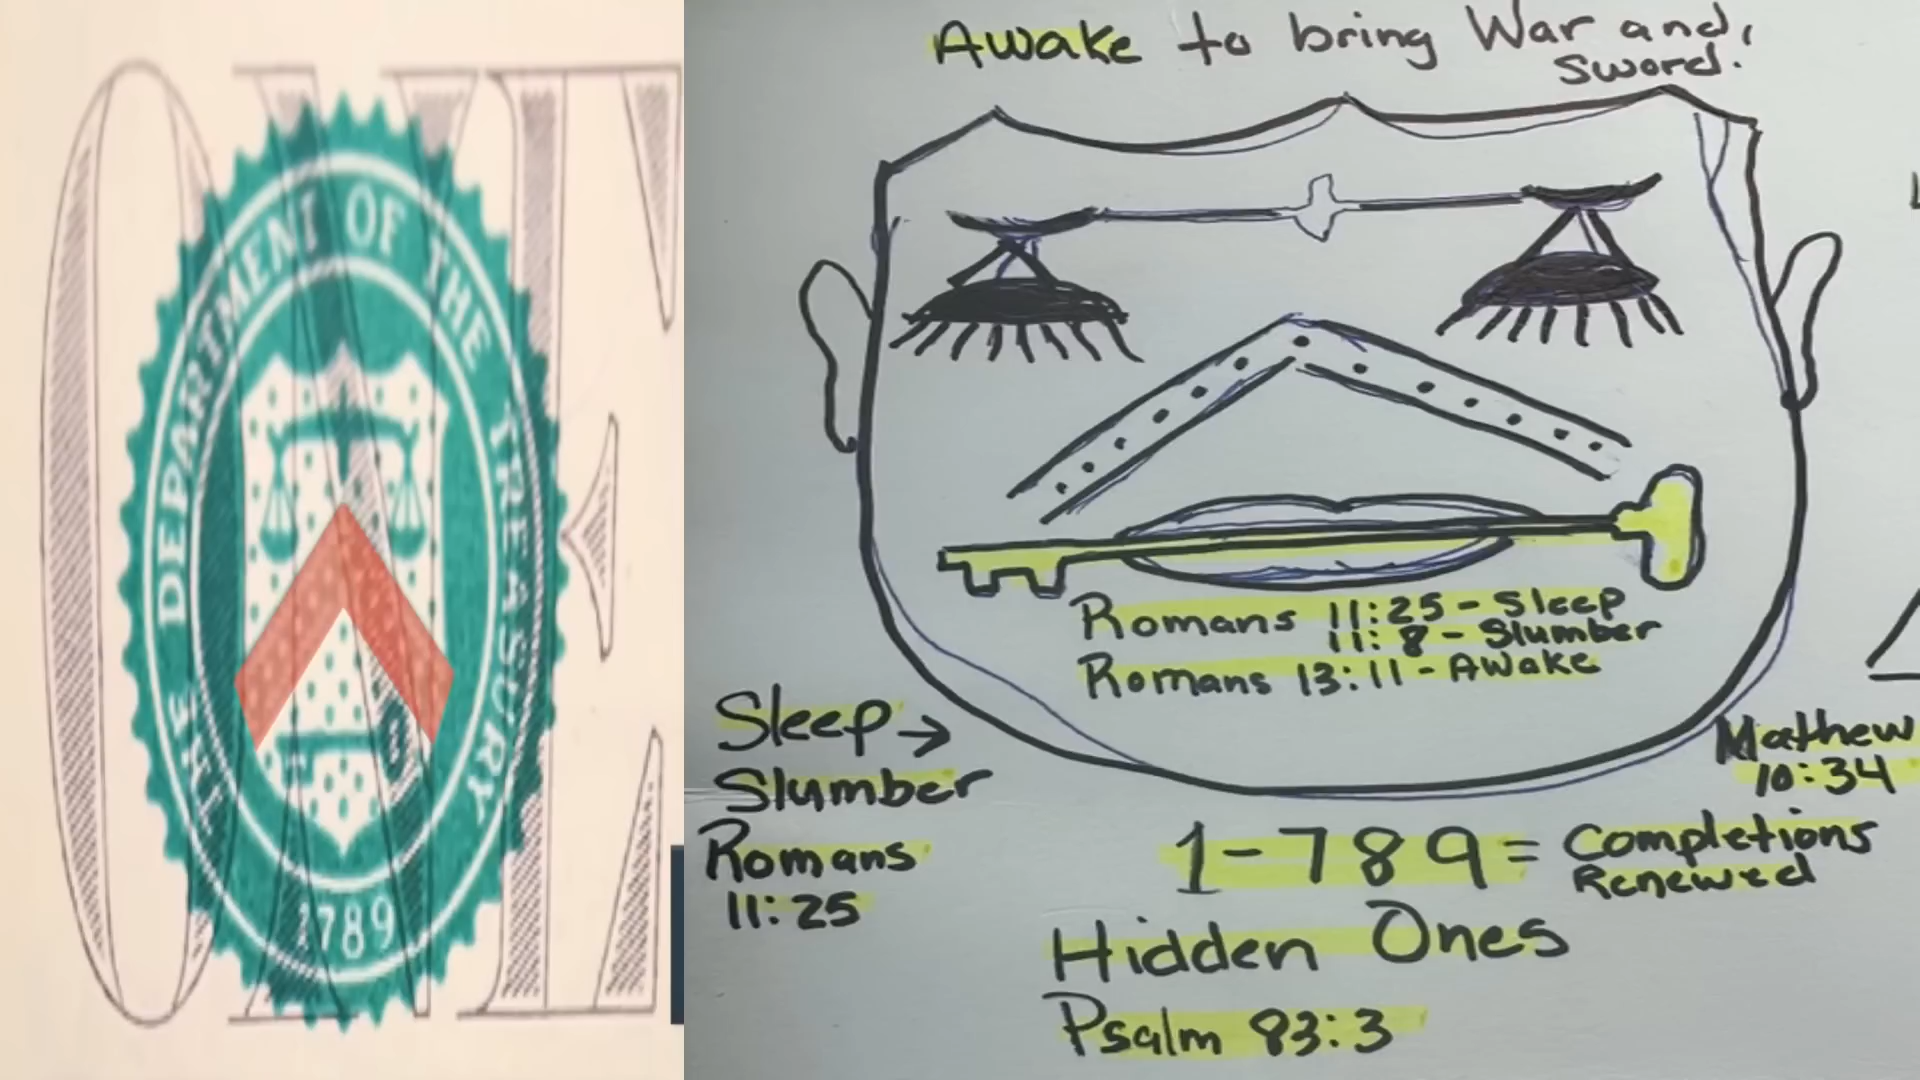 ONE
THE DEPARTMENT OF THE TREASURY
1789
Awake to bring War and,
Sword.
Romans 11:25 - Sleep
11:8 - Slumber
Romans 13:11 - Awake
Sleep →
Slumber
Romans
11:25
Mathew
10:34
1-789 = Completions
Renewed
Hidden Ones
Psalm 83:3